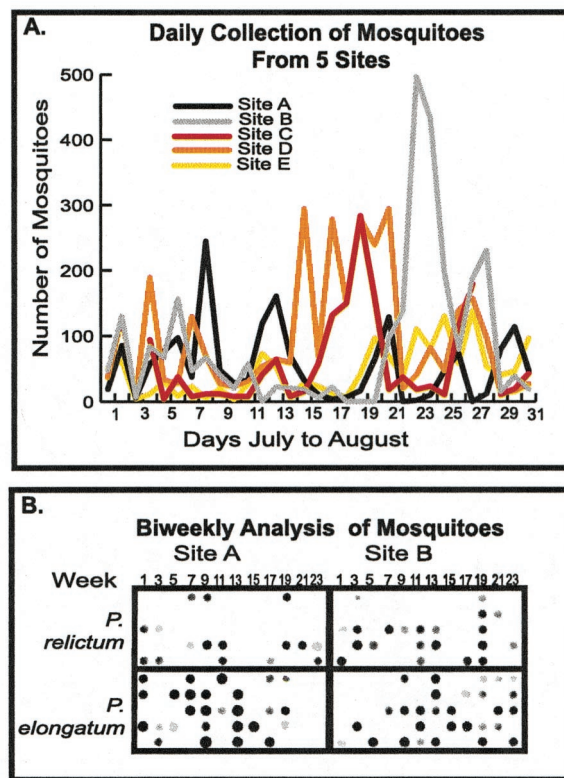 A.
Daily Collection of Mosquitoes
From 5 Sites
500
400
300
200
100
0
Number of Mosquitoes
Site A
Site B
Site C
Site D
Site E
1 3 5 7 9 11 13 15 17 19 21 23 25 27 29 31
Days July to August
B.
Biweekly Analysis of Mosquitoes
Site A Site B
Week 1 3 5 7 9 11 13 15 17 19 21 23 1 3 5 7 9 11 13 15 17 19 21 23
P.
relictum
P.
elongatum